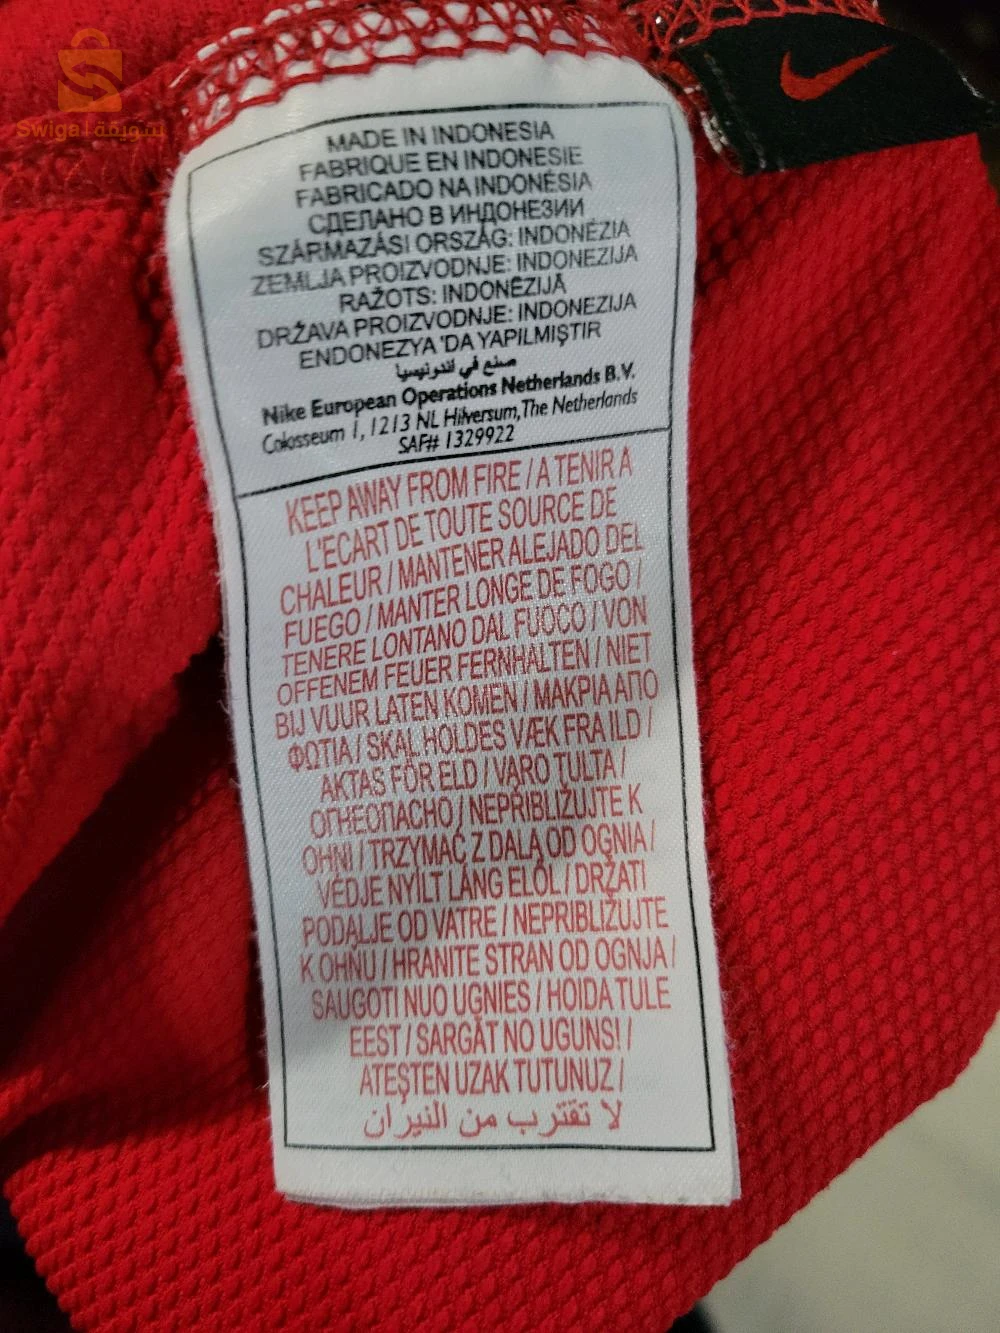 Swiga سويقة
MADE IN INDONESIA
FABRIQUE EN INDONESIE
FABRICADO NA INDONÉSIA
СДЕЛАНО В ИНДОНЕЗИИ
SZÁRMAZÁSI ORSZÁG: INDONÉZIA
ZEMLJA PROIZVODNJE: INDONEZIJA
RAŽOTS: INDONĒZIJĀ
DRŽAVA PROIZVODNJE: INDONEZIJA
ENDONEZYA 'DA YAPILMIŞTIR
صنع في اندونيسيا
Nike European Operations Netherlands B.V.
Colosseum 1, 1213 NL Hilversum, The Netherlands
SAF# 1329922
KEEP AWAY FROM FIRE / A TENIR A
L'ECART DE TOUTE SOURCE DE
CHALEUR / MANTENER ALEJADO DEL
FUEGO / MANTER LONGE DE FOGO /
TENERE LONTANO DAL FUOCO / VON
OFFENEM FEUER FERNHALTEN / NIET
BIJ VUUR LATEN KOMEN / ΜΑΚΡΙΑ ΑΠΟ
ΦΩΤΙΑ / SKAL HOLDES VÆK FRA ILD /
AKTAS FÖR ELD / VARO TULTA /
ОГНЕОПАСНО / NEPŘIBLIŽUJTE K
OHNI / TRZYMAĆ Z DALA OD OGNIA /
VÉDJE NYÍLT LÁNG ELŐL / DRŽATI
PODALJE OD VATRE / NEPRIBLIŽUJTE
K OHŇU / HRANITE STRAN OD OGNJA /
SAUGOTI NUO UGNIES / HOIDA TULE
EEST / SARGĀT NO UGUNS! /
ATEŞTEN UZAK TUTUNUZ /
لا تقترب من النيران